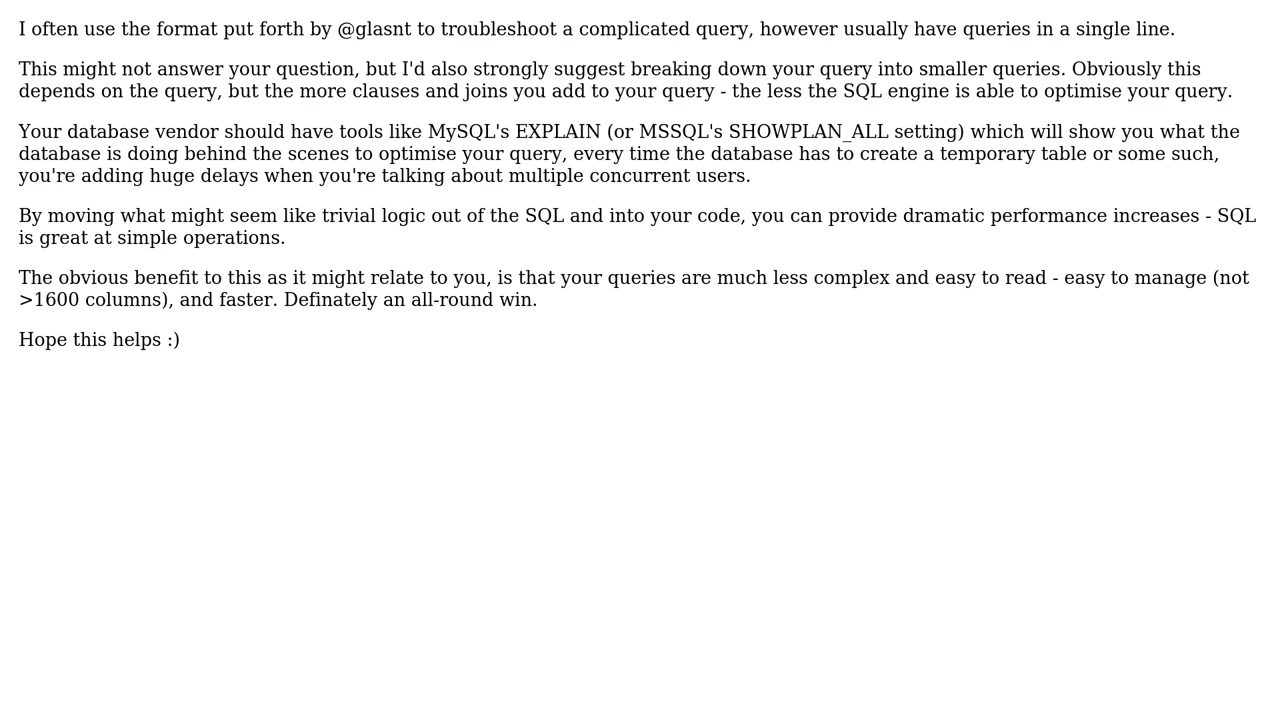 I often use the format put forth by @glasnt to troubleshoot a complicated query, however usually have queries in a single line.
This might not answer your question, but I'd also strongly suggest breaking down your query into smaller queries. Obviously this
depends on the query, but the more clauses and joins you add to your query - the less the SQL engine is able to optimise your query.
Your database vendor should have tools like MySQL's EXPLAIN (or MSSQL's SHOWPLAN_ALL setting) which will show you what the
database is doing behind the scenes to optimise your query, every time the database has to create a temporary table or some such,
you're adding huge delays when you're talking about multiple concurrent users.
By moving what might seem like trivial logic out of the SQL and into your code, you can provide dramatic performance increases - SQL
is great at simple operations.
The obvious benefit to this as it might relate to you, is that your queries are much less complex and easy to read - easy to manage (not
>1600 columns), and faster. Definately an all-round win.
Hope this helps :)